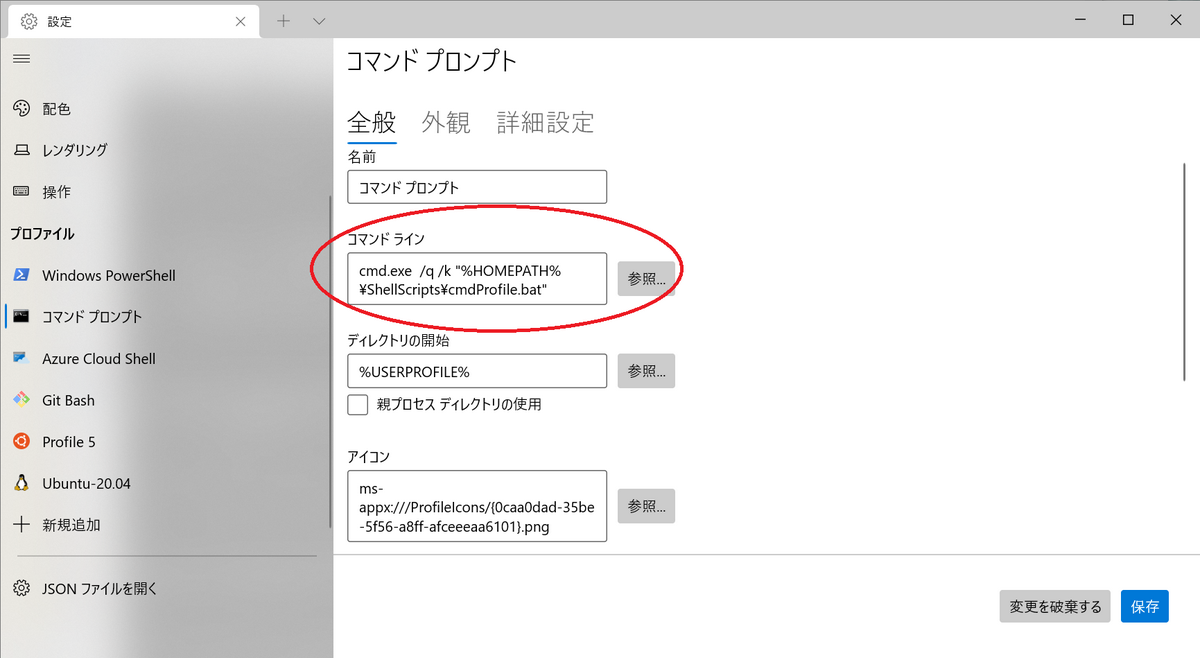 設定
配色
レンダリング
操作
プロファイル
Windows PowerShell
コマンド プロンプト
Azure Cloud Shell
Git Bash
Profile 5
Ubuntu-20.04
新規追加
JSON ファイルを開く
コマンド プロンプト
全般 外観 詳細設定
名前
コマンド プロンプト
コマンド ライン
cmd.exe  /q /k "%HOMEPATH%
¥ShellScripts¥cmdProfile.bat"
参照...
ディレクトリの開始
%USERPROFILE%
参照...
親プロセス ディレクトリの使用
アイコン
ms-
appx:///ProfileIcons/{0caa0dad-35be
-5f56-a8ff-afceeeaa6101}.png
参照...
変更を破棄する 保存